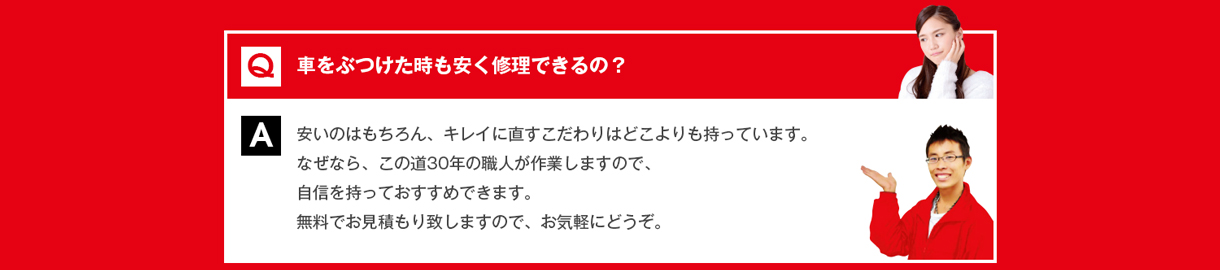 Q 車をぶつけた時も安く修理できるの？
A 安いのはもちろん、キレイに直すこだわりはどこよりも持っています。
なぜなら、この道30年の職人が作業しますので、
自信を持っておすすめできます。
無料でお見積もり致しますので、お気軽にどうぞ。